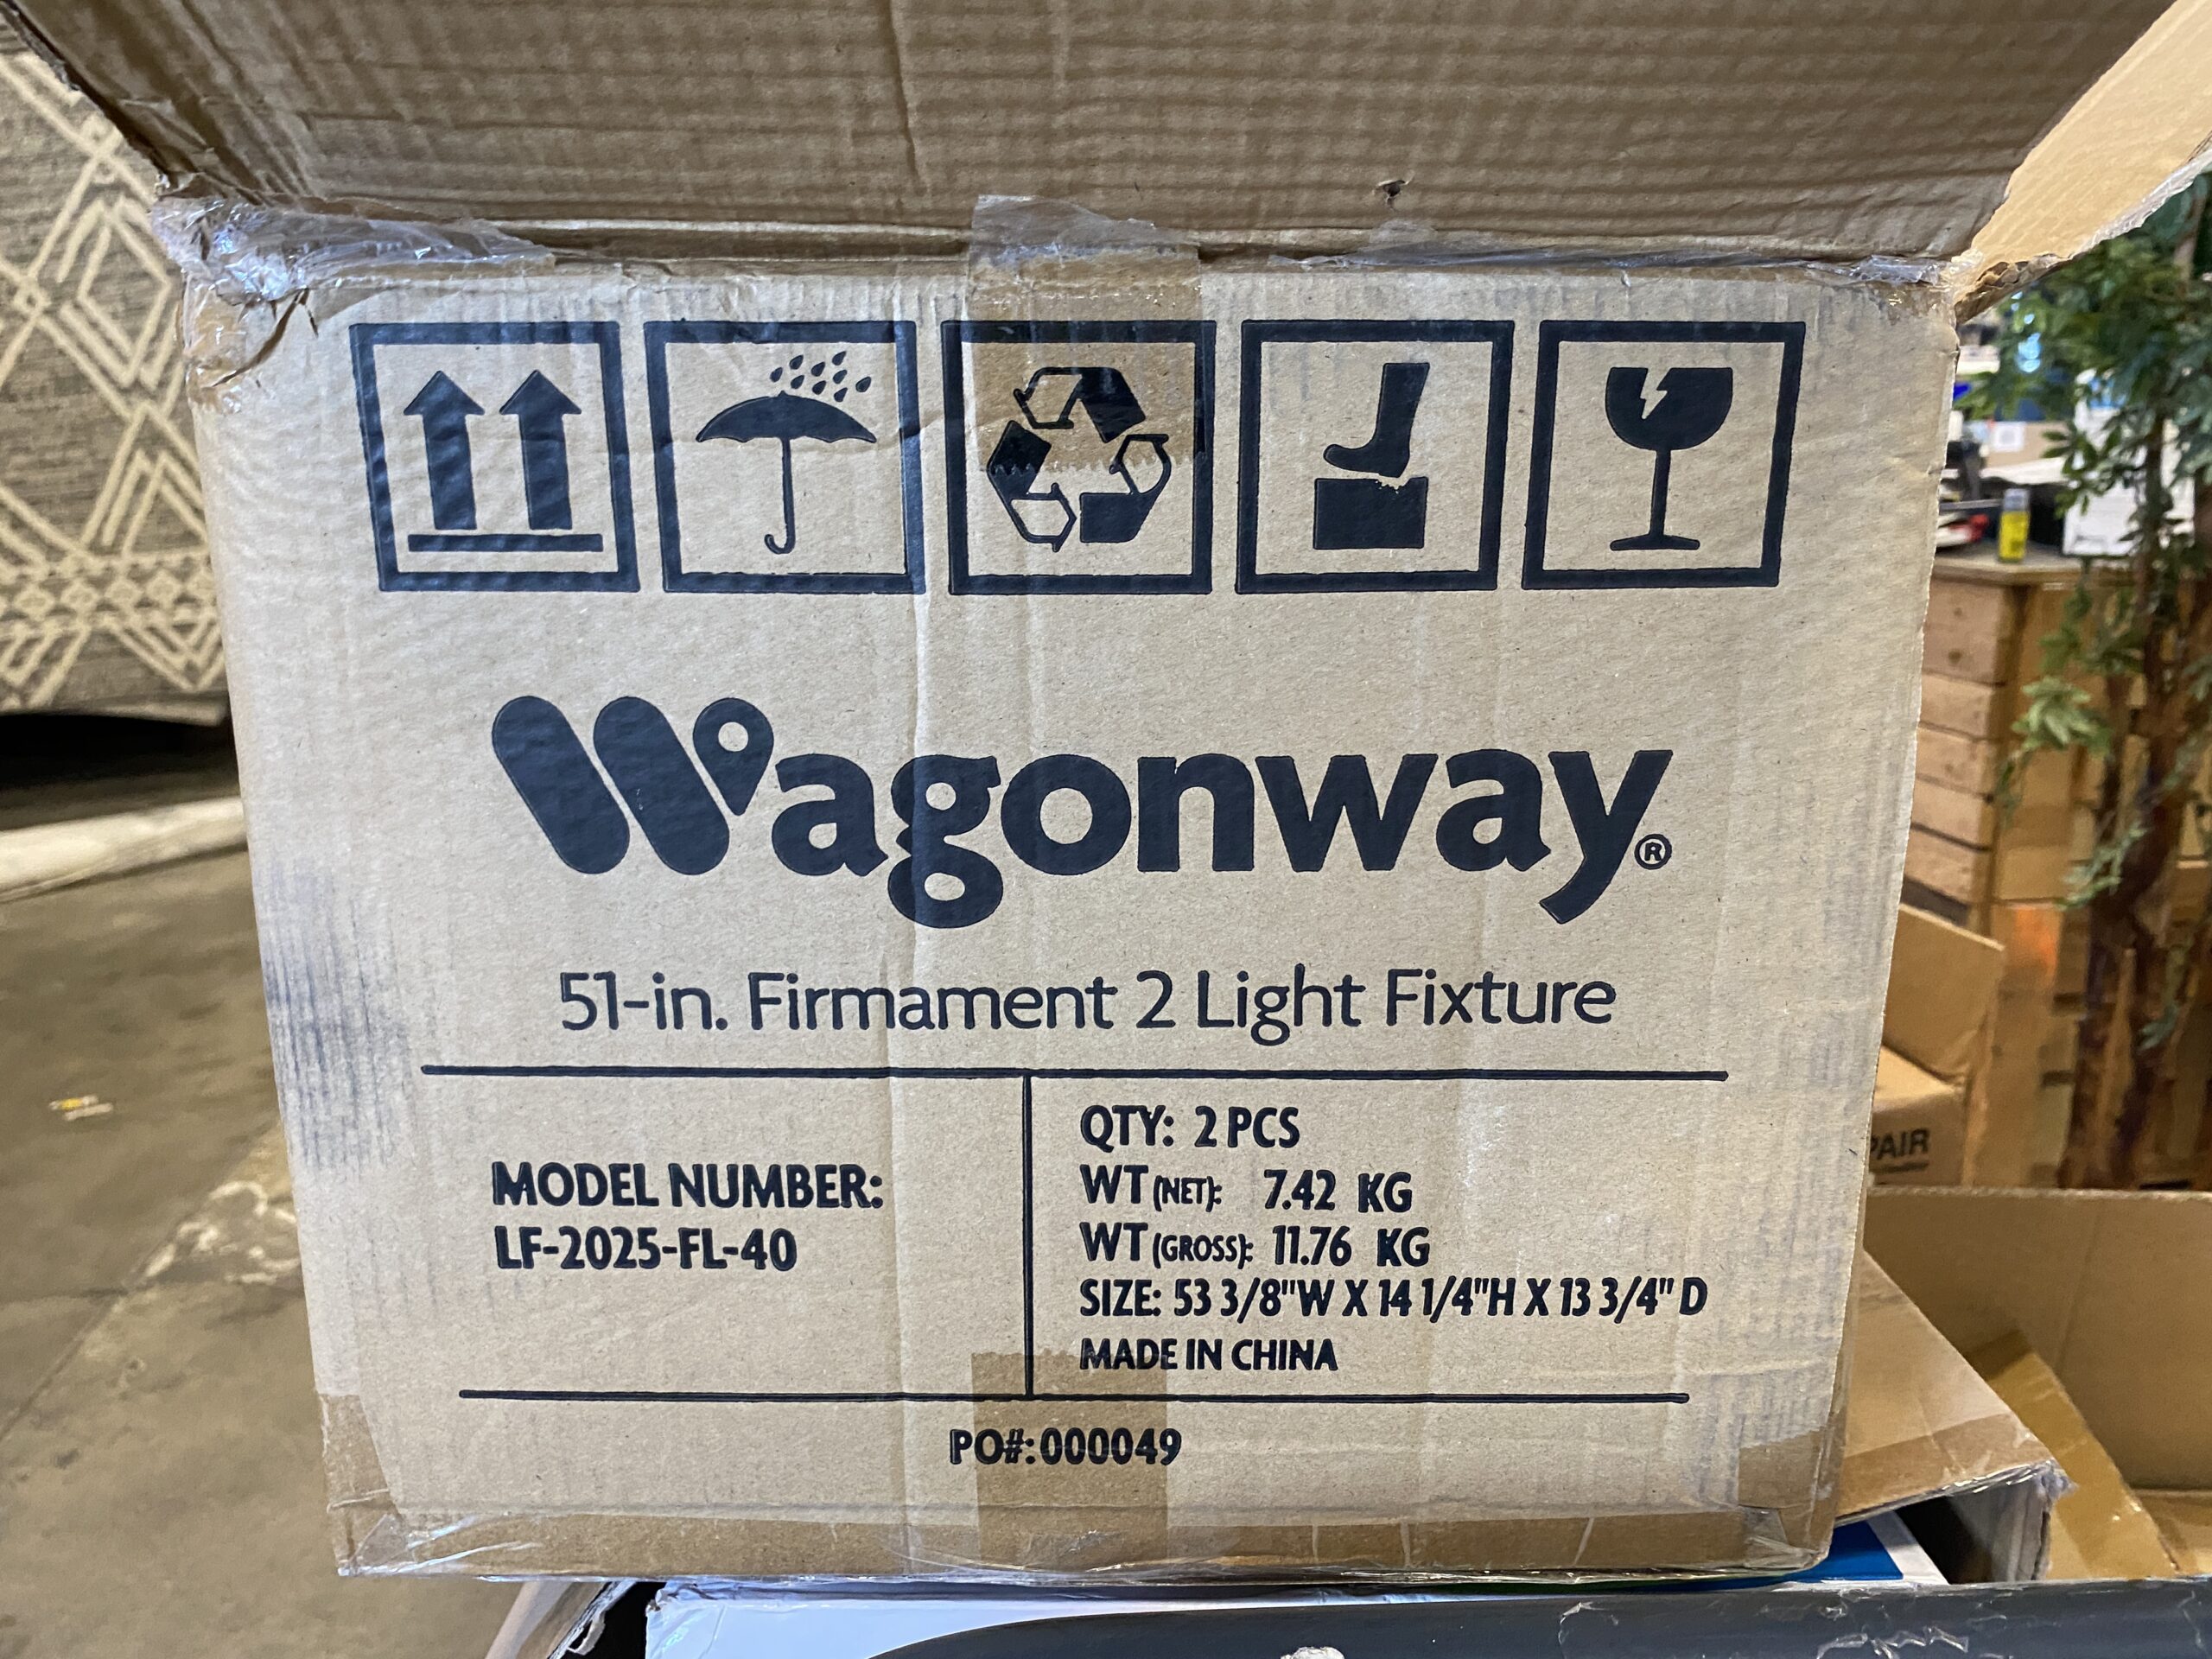 Wagonway®
51-in. Firmament 2 Light Fixture
MODEL NUMBER:
LF-2025-FL-40
QTY: 2 PCS
WT (NET): 7.42 KG
WT (GROSS): 11.76 KG
SIZE: 53 3/8"W X 14 1/4"H X 13 3/4" D
MADE IN CHINA
PO#:000049
PAIR